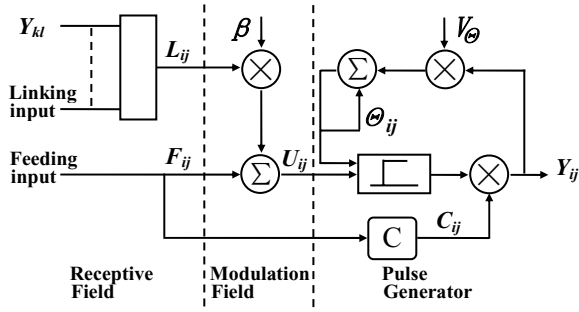 Y_kl
β
V_Θ
L_ij
Σ
Linking
input
Θ_ij
Feeding
input
F_ij
U_ij
Σ
Y_ij
C
C_ij
Receptive
Field
Modulation
Field
Pulse
Generator